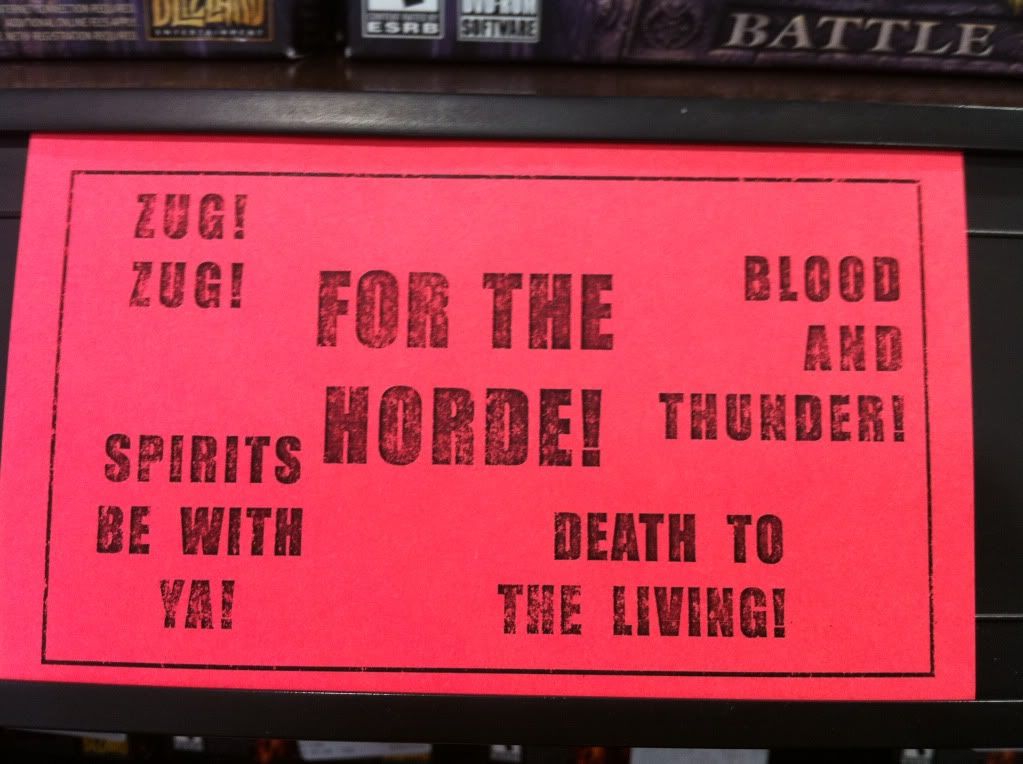 BLIZZARD
ENTERTAINMENT
ESRB
SOFTWARE
BATTLE
ZUG!
ZUG!
FOR THE
HORDE!
BLOOD
AND
THUNDER!
SPIRITS
BE WITH
YA!
DEATH TO
THE LIVING!